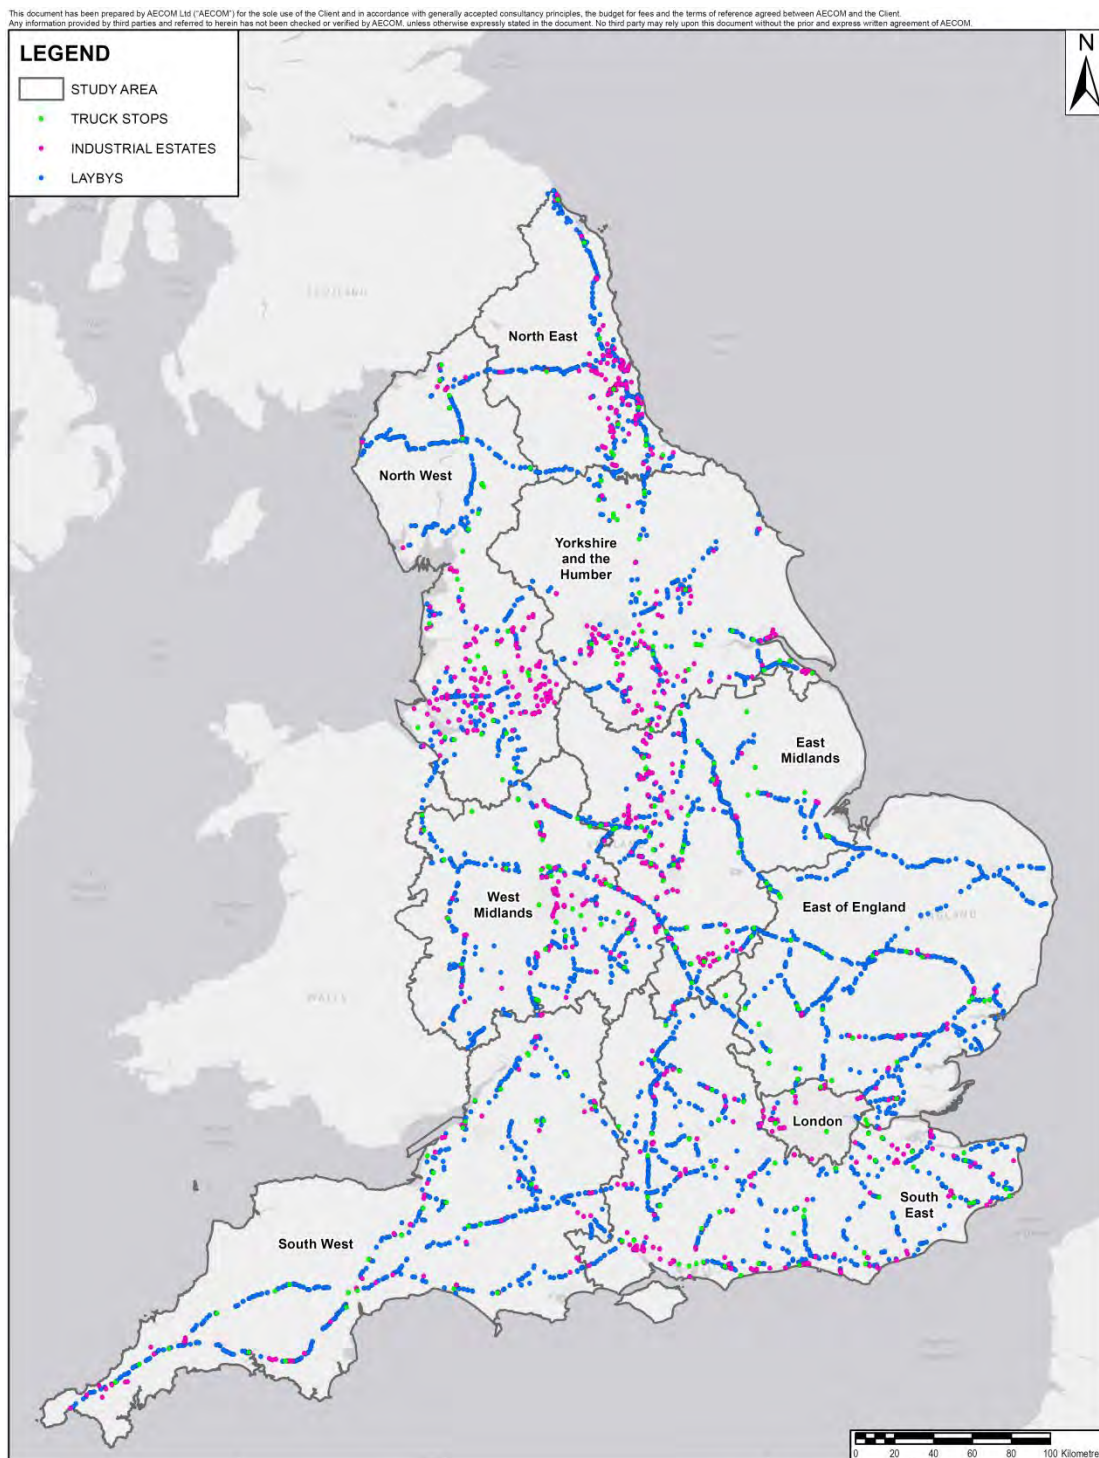 This document has been prepared by AECOM Ltd ("AECOM") for the sole use of the Client and in accordance with generally accepted consultancy principles, the budget for fees and the terms of reference agreed between AECOM and the Client.
Any information provided by third parties and referred to herein has not been checked or verified by AECOM, unless otherwise expressly stated in the document. No third party may rely upon this document without the prior and express written agreement of AECOM.
LEGEND
STUDY AREA
TRUCK STOPS
INDUSTRIAL ESTATES
LAYBYS
N
SCOTLAND
North East
North West
Yorkshire
and the
Humber
East
Midlands
ENGLAND
West
Midlands
East of England
WALES
London
South
East
South West
0 20 40 60 80 100 Kilometre